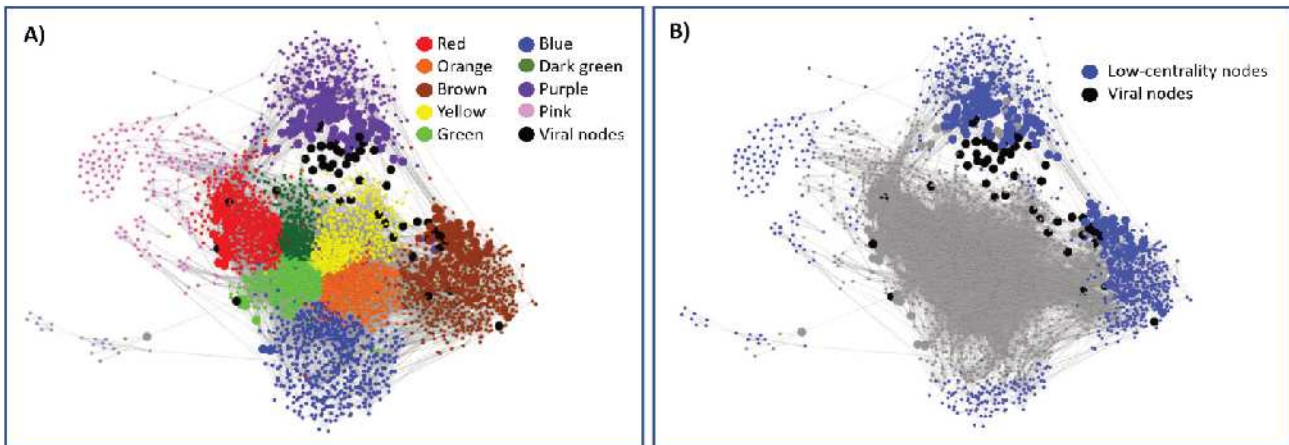 A)
Red
Orange
Brown
Yellow
Green
Blue
Dark green
Purple
Pink
Viral nodes
B)
Low-centrality nodes
Viral nodes